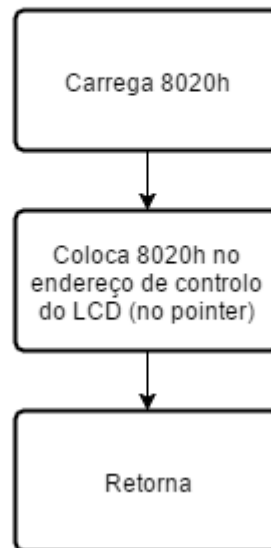 Carrega 8020h
Coloca 8020h no
endereço de controlo
do LCD (no pointer)
Retorna